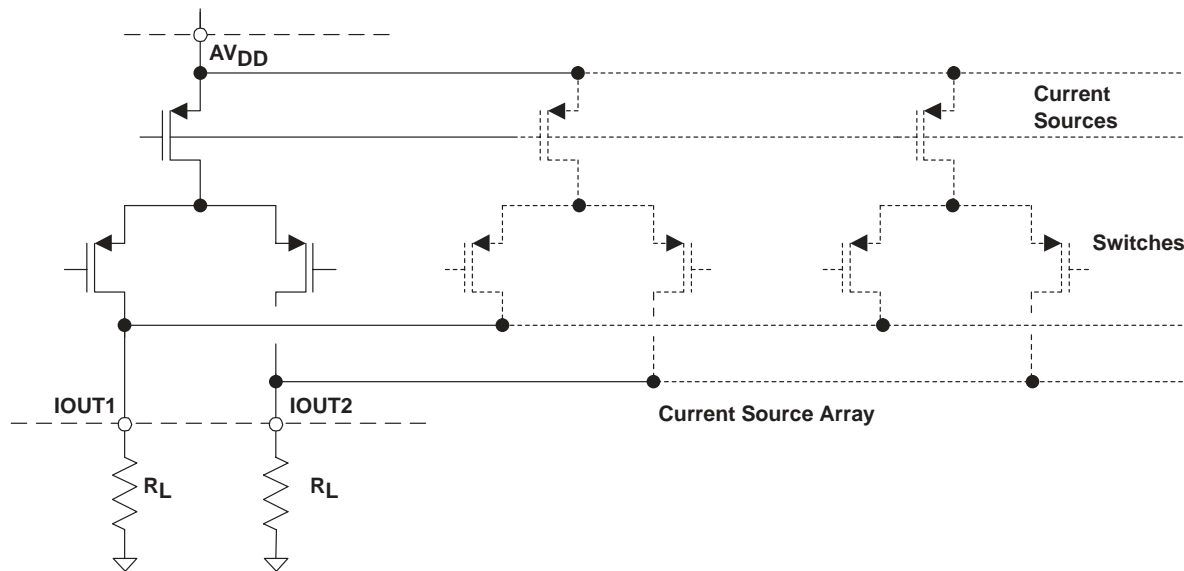 AVDD
Current
Sources
Switches
IOUT1
IOUT2
Current Source Array
RL
RL